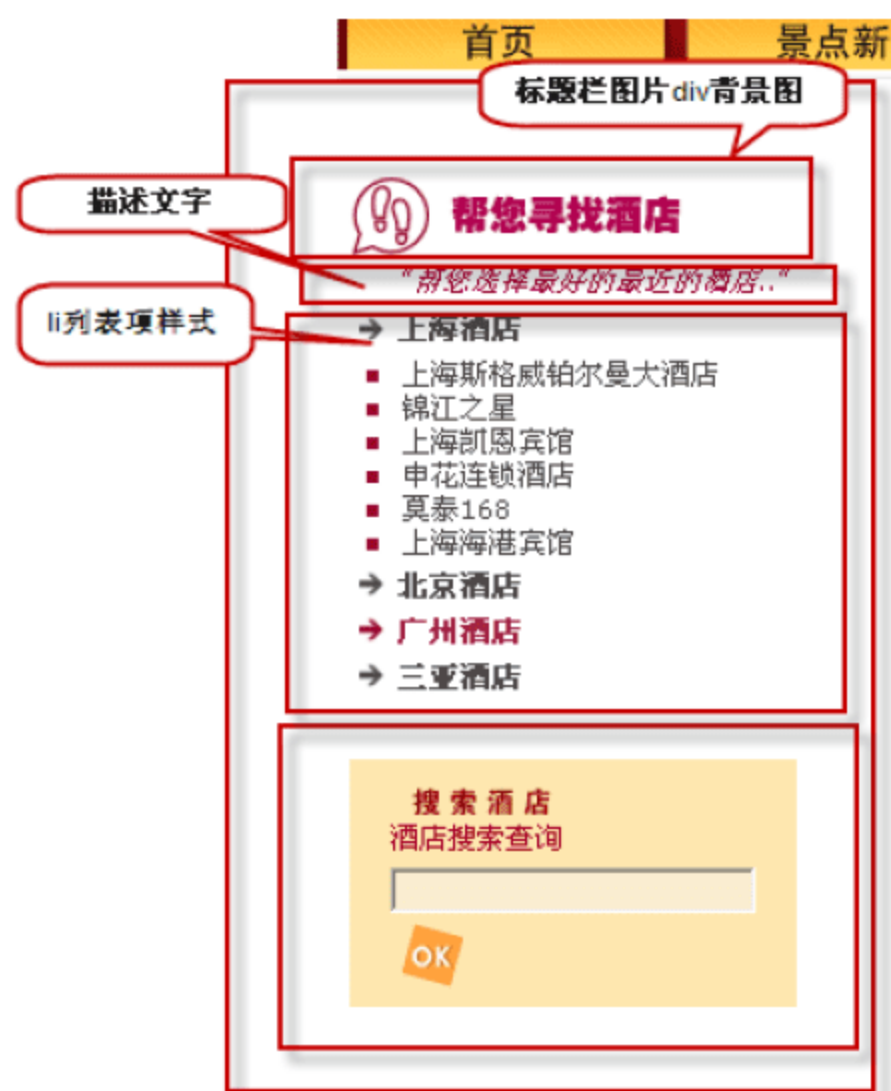 首页
景点新
标题栏图片div背景图
描述文字
帮您寻找酒店
"帮您选择最好的最近的酒店.."
li列表项样式
上海酒店
上海斯格威铂尔曼大酒店
锦江之星
上海凯恩宾馆
申花连锁酒店
莫泰168
上海海港宾馆
北京酒店
广州酒店
三亚酒店
搜索酒店
酒店搜索查询
OK